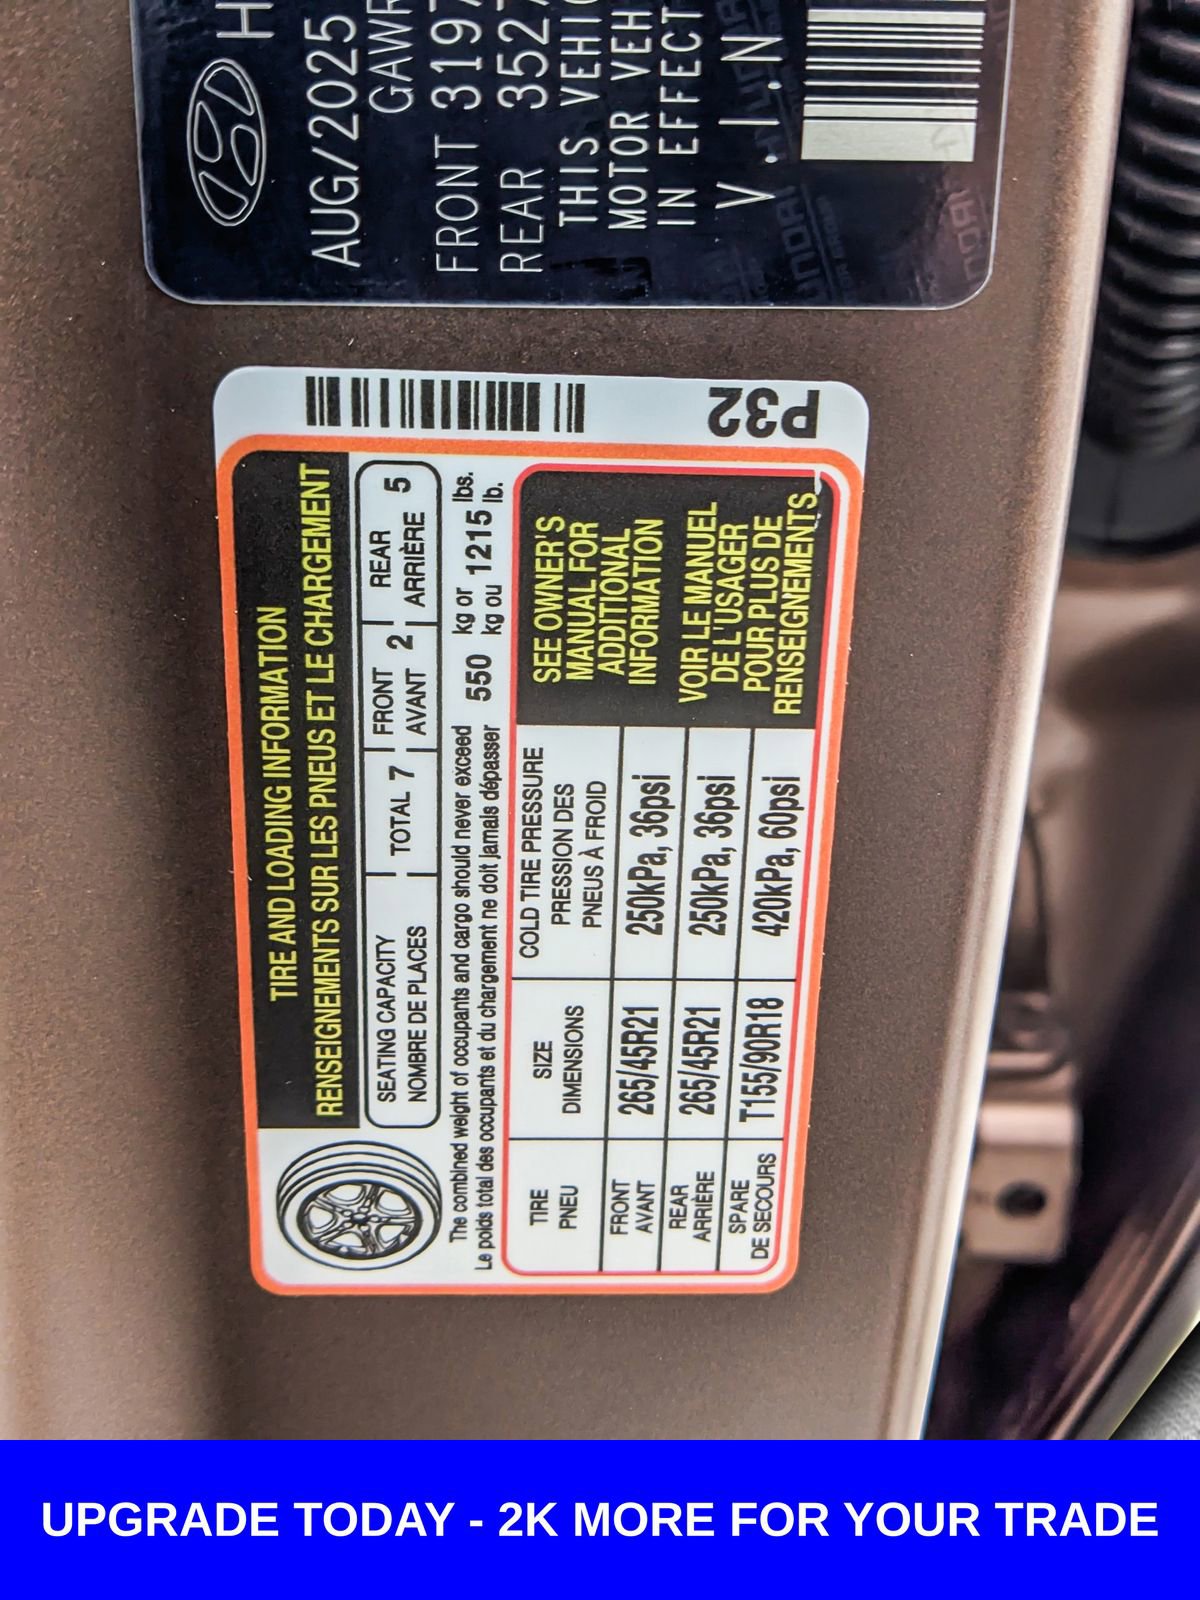 H
AUG/2025
GAWR
FRONT 3197
REAR 3527
THIS VEHIC
MOTOR VEH
IN EFFECT
V.I.N
P32
TIRE AND LOADING INFORMATION
RENSEIGNEMENTS SUR LES PNEUS ET LE CHARGEMENT
SEATING CAPACITY
NOMBRE DE PLACES
TOTAL 7
FRONT
AVANT 2
REAR
ARRIÈRE 5
The combined weight of occupants and cargo should never exceed 550 kg or 1215 lbs.
Le poids total des occupants et du chargement ne doit jamais dépasser kg ou lb.
TIRE
PNEU
SIZE
DIMENSIONS
COLD TIRE PRESSURE
PRESSION DES
PNEUS À FROID
FRONT
AVANT
265/45R21
250kPa, 36psi
REAR
ARRIÈRE
265/45R21
250kPa, 36psi
SPARE
DE SECOURS
T155/90R18
420kPa, 60psi
SEE OWNER'S
MANUAL FOR
ADDITIONAL
INFORMATION
VOIR LE MANUEL
DE L'USAGER
POUR PLUS DE
RENSEIGNEMENTS
UPGRADE TODAY - 2K MORE FOR YOUR TRADE